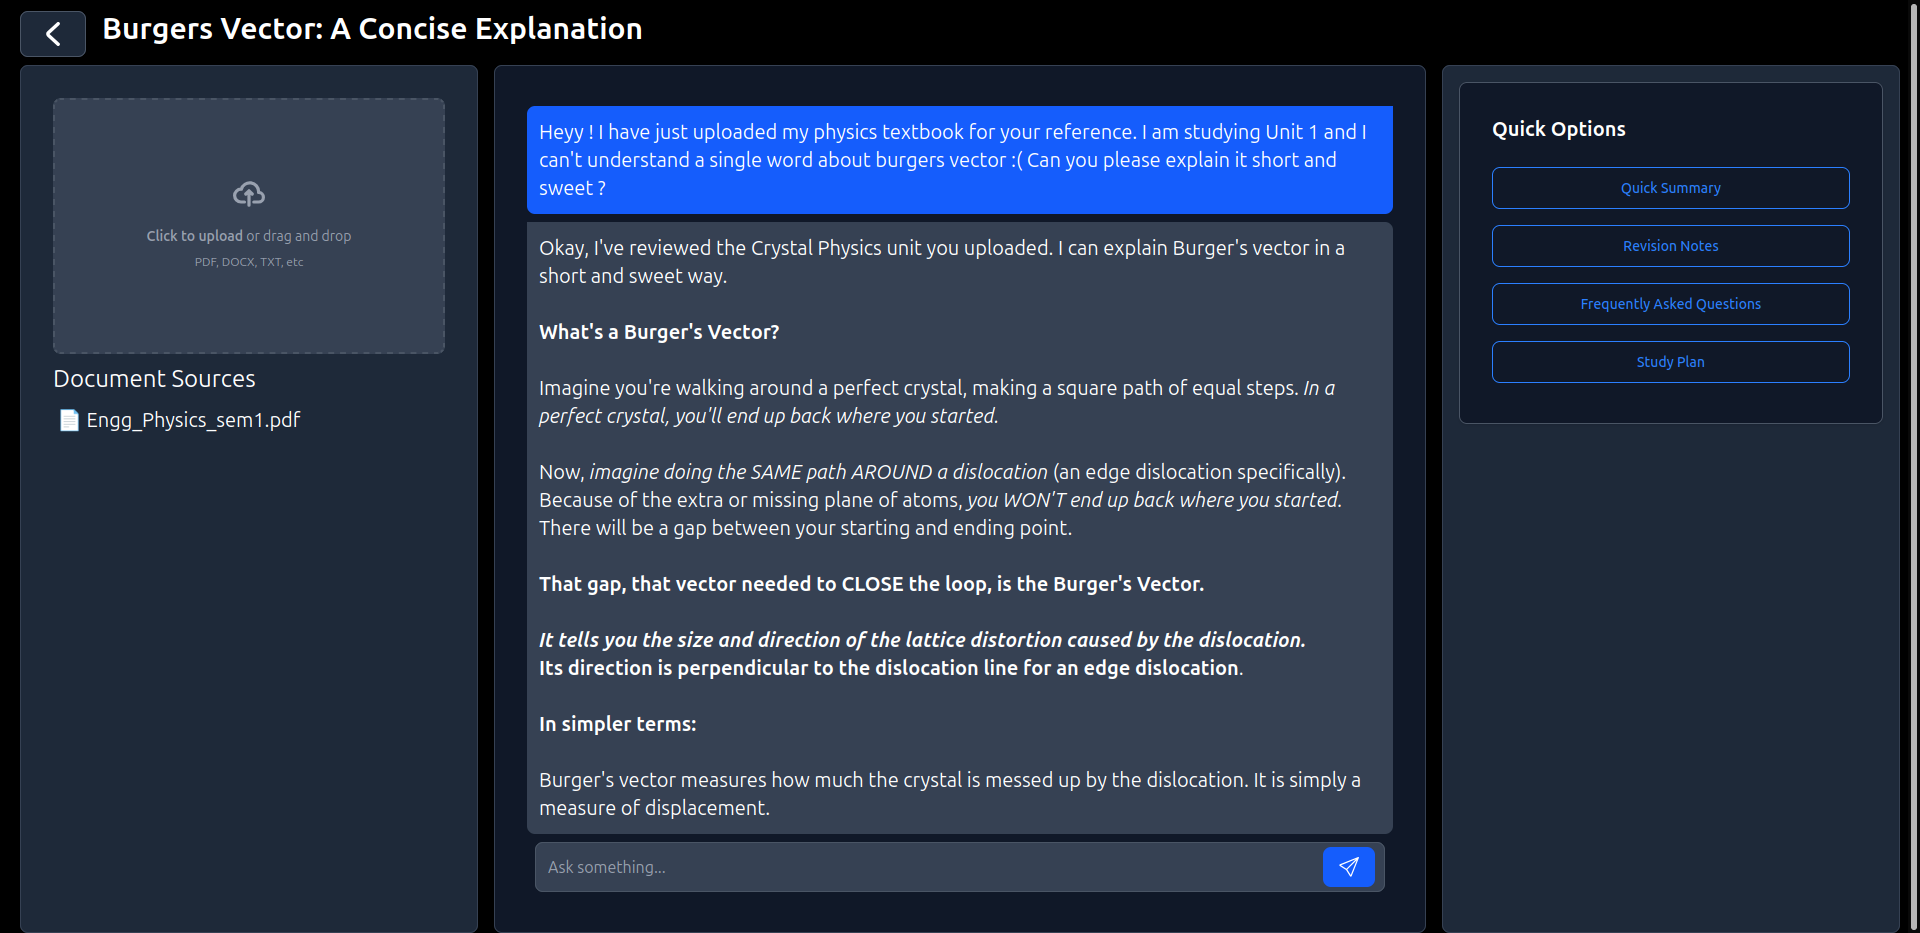 Burgers Vector: A Concise Explanation
Click to upload or drag and drop
PDF, DOCX, TXT, etc
Document Sources
Engg_Physics_sem1.pdf
Heyy ! I have just uploaded my physics textbook for your reference. I am studying Unit 1 and I
can't understand a single word about burgers vector :( Can you please explain it short and
sweet ?
Okay, I've reviewed the Crystal Physics unit you uploaded. I can explain Burger's vector in a
short and sweet way.
What's a Burger's Vector?
Imagine you're walking around a perfect crystal, making a square path of equal steps. In a
perfect crystal, you'll end up back where you started.
Now, imagine doing the SAME path AROUND a dislocation (an edge dislocation specifically).
Because of the extra or missing plane of atoms, you WON'T end up back where you started.
There will be a gap between your starting and ending point.
That gap, that vector needed to CLOSE the loop, is the Burger's Vector.
It tells you the size and direction of the lattice distortion caused by the dislocation.
Its direction is perpendicular to the dislocation line for an edge dislocation.
In simpler terms:
Burger's vector measures how much the crystal is messed up by the dislocation. It is simply a
measure of displacement.
Ask something...
Quick Options
Quick Summary
Revision Notes
Frequently Asked Questions
Study Plan